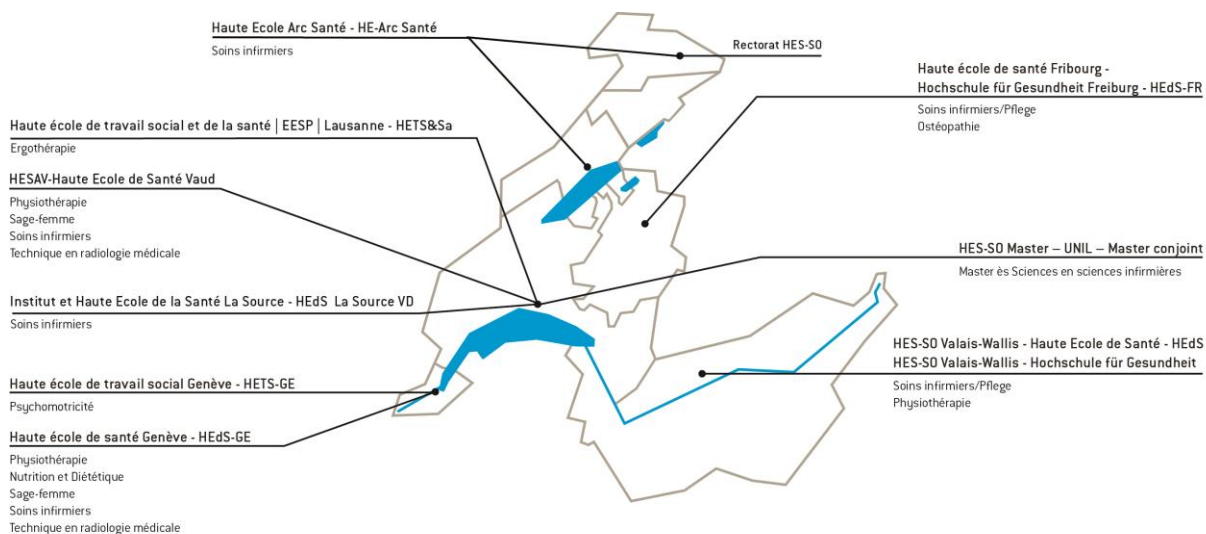 Haute Ecole Arc Santé - HE-Arc Santé
Soins infirmiers
Rectorat HES-SO
Haute école de santé Fribourg -
Hochschule für Gesundheit Freiburg - HEdS-FR
Soins infirmiers/Pflege
Ostéopathie
Haute école de travail social et de la santé | EESP | Lausanne - HETS&Sa
Ergothérapie
HESAV-Haute Ecole de Santé Vaud
Physiothérapie
Sage-femme
Soins infirmiers
Technique en radiologie médicale
HES-SO Master – UNIL – Master conjoint
Master ès Sciences en sciences infirmières
Institut et Haute Ecole de la Santé La Source - HEdS La Source VD
Soins infirmiers
HES-SO Valais-Wallis - Haute Ecole de Santé - HEdS
HES-SO Valais-Wallis - Hochschule für Gesundheit
Soins infirmiers/Pflege
Physiothérapie
Haute école de travail social Genève - HETS-GE
Psychomotricité
Haute école de santé Genève - HEdS-GE
Physiothérapie
Nutrition et Diététique
Sage-femme
Soins infirmiers
Technique en radiologie médicale